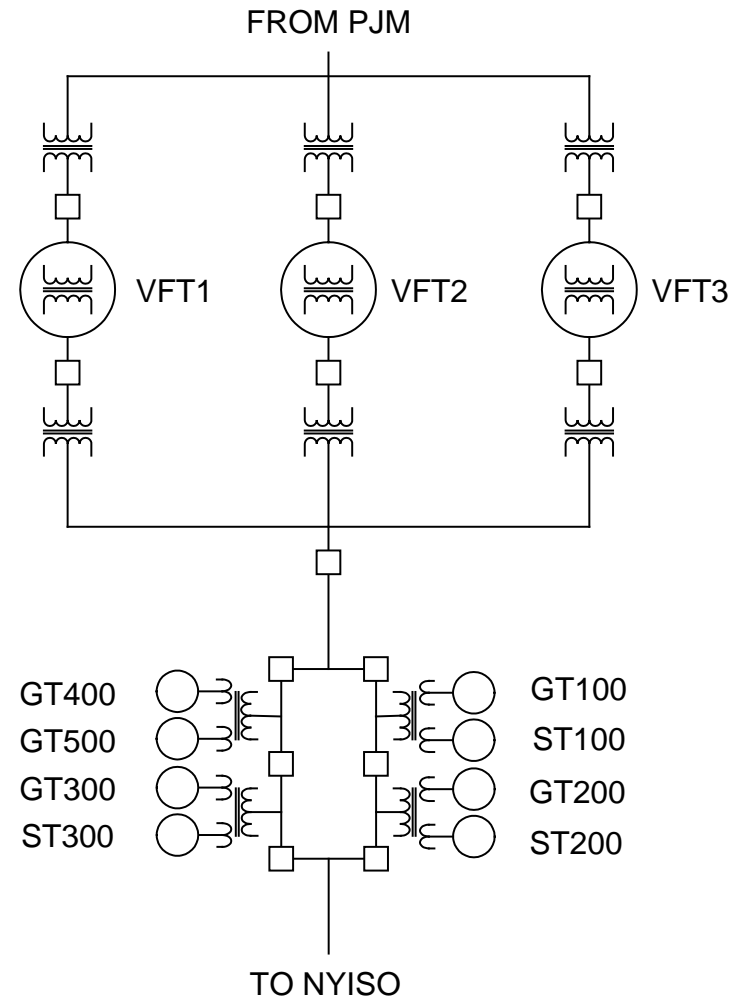 FROM PJM
VFT1
VFT2
VFT3
GT400
GT500
GT300
ST300
GT100
ST100
GT200
ST200
TO NYISO